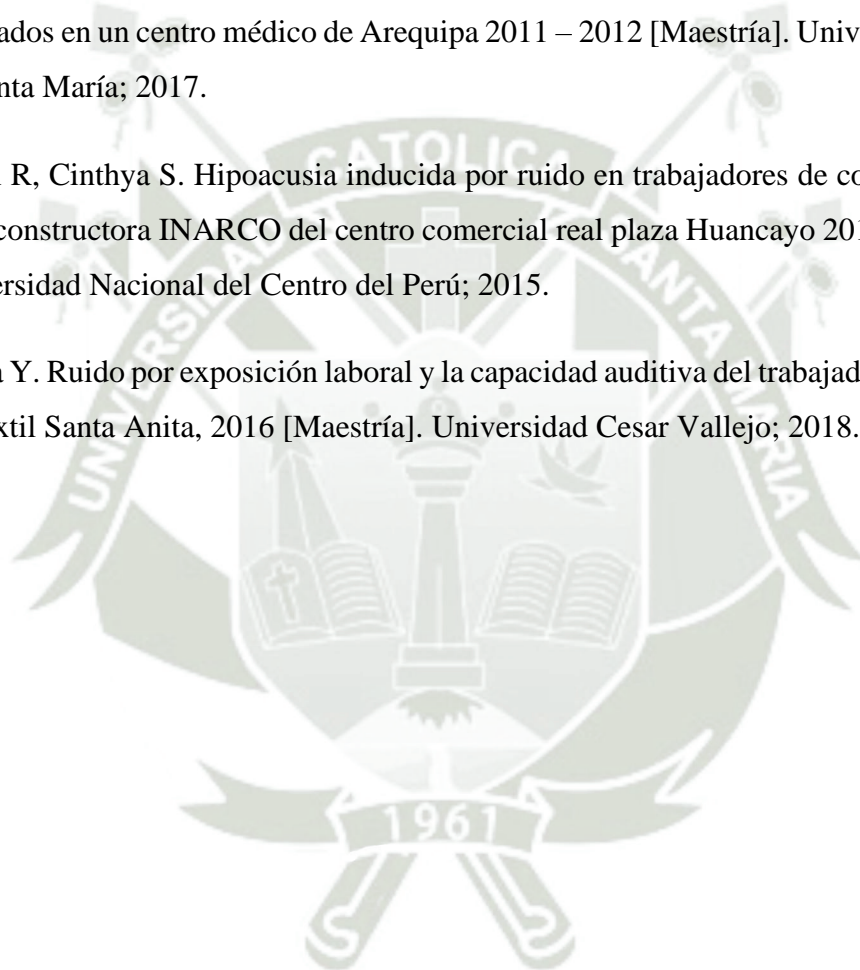 ados en un centro médico de Arequipa 2011 – 2012 [Maestría]. Univ
nta María; 2017.
R, Cinthya S. Hipoacusia inducida por ruido en trabajadores de co
constructora INARCO del centro comercial real plaza Huancayo 201
ersidad Nacional del Centro del Perú; 2015.
a Y. Ruido por exposición laboral y la capacidad auditiva del trabajad
xtil Santa Anita, 2016 [Maestría]. Universidad Cesar Vallejo; 2018.
UNIVERSIDAD CATOLICA SANTA MARIA
1961